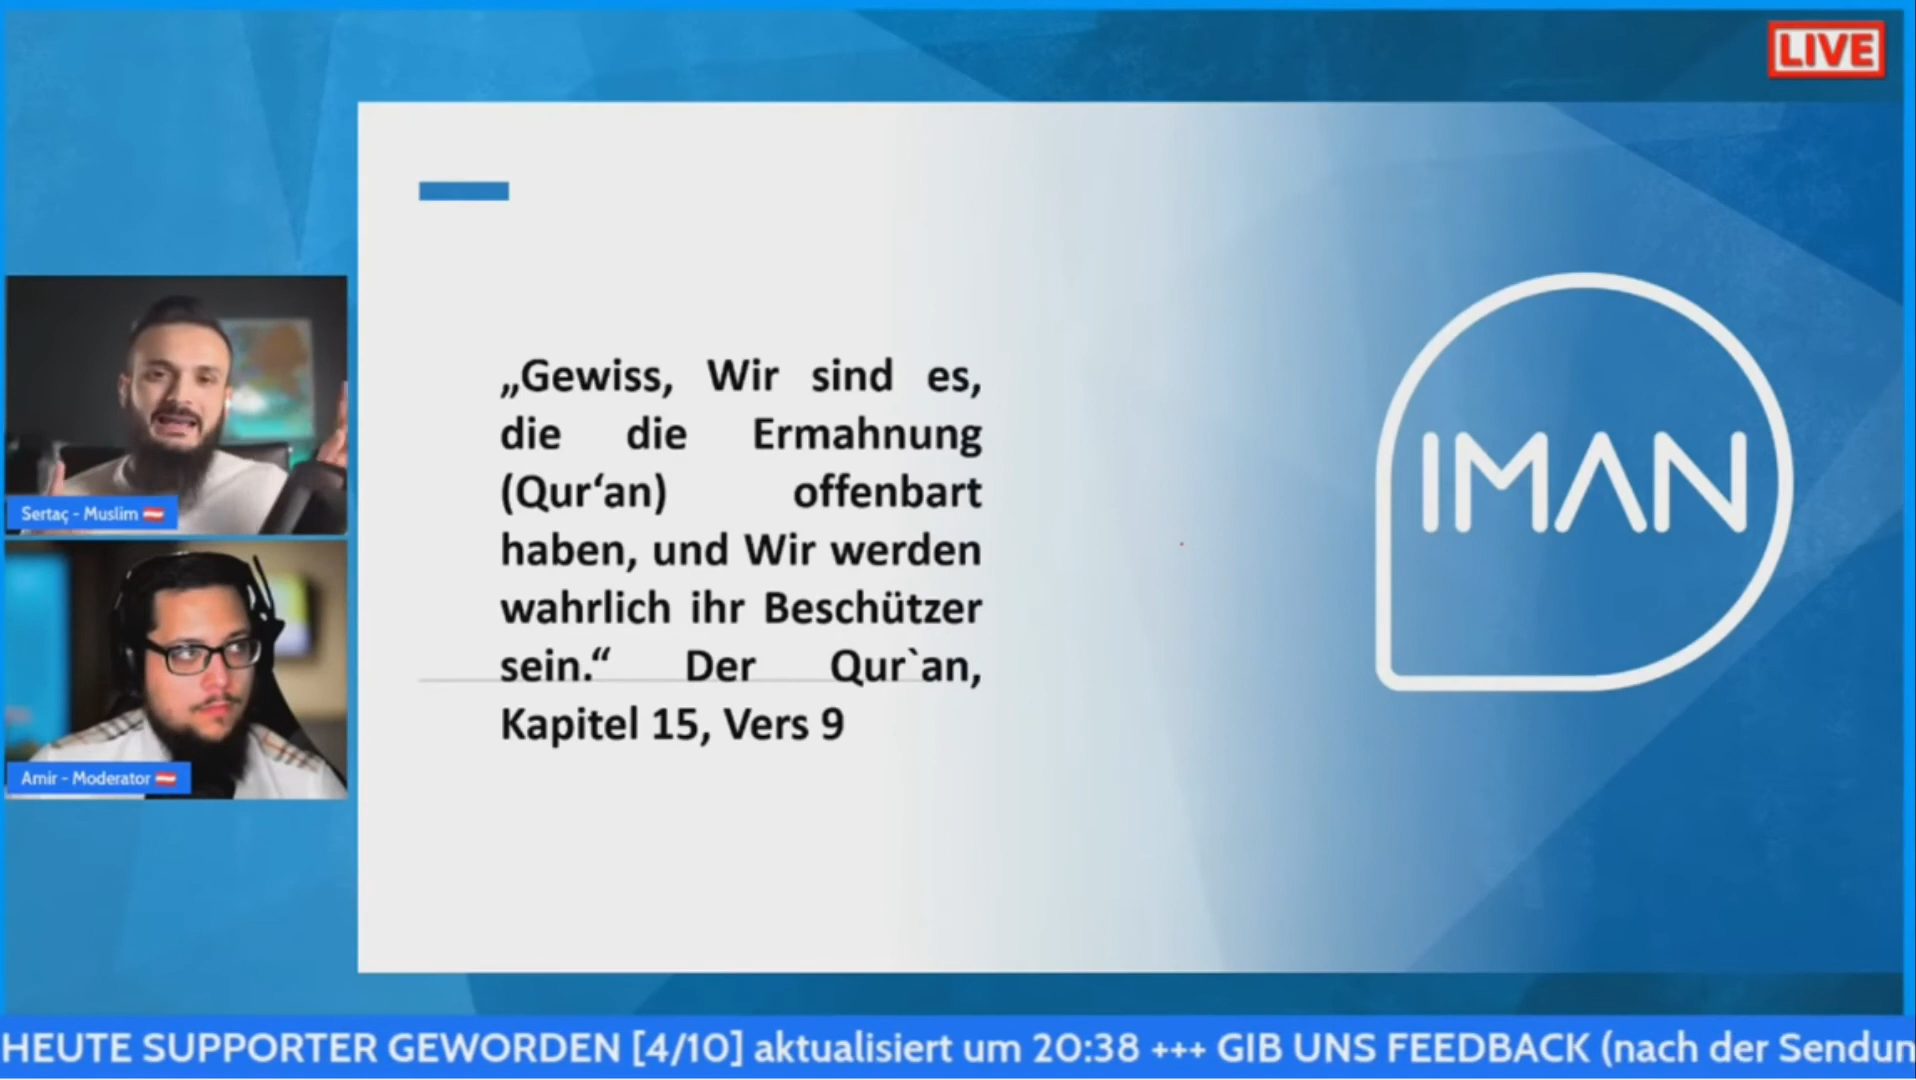 LIVE
„Gewiss, Wir sind es,
die die Ermahnung
(Qur‘an) offenbart
haben, und Wir werden
wahrlich ihr Beschützer
sein.“ Der Qur`an,
Kapitel 15, Vers 9
IMAN
Sertaç - Muslim
Amir - Moderator
HEUTE SUPPORTER GEWORDEN [4/10] aktualisiert um 20:38 +++ GIB UNS FEEDBACK (nach der Sendun